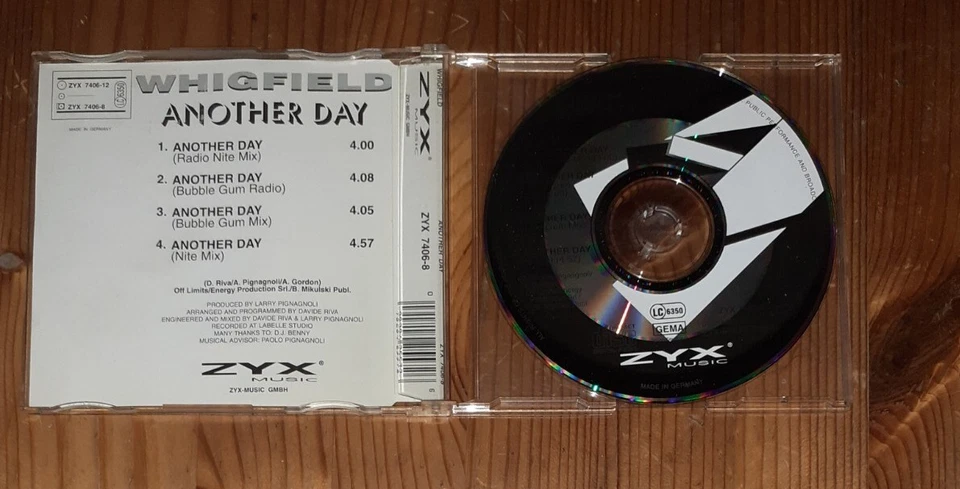 ZYX 7406-12
ZYX 7406-8
MADE IN GERMANY
WHIGFIELD
ANOTHER DAY
1. ANOTHER DAY 4.00
(Radio Nite Mix)
2. ANOTHER DAY 4.08
(Bubble Gum Radio)
3. ANOTHER DAY 4.05
(Bubble Gum Mix)
4. ANOTHER DAY 4.57
(Nite Mix)
(D. Riva/A. Pignagnoli/A. Gordon)
Off Limits/Energy Production Srl./B. Mikulski Publ.
PRODUCED BY LARRY PIGNAGNOLI
ARRANGED AND PROGRAMMED BY DAVIDE RIVA
ENGINEERED AND MIXED BY DAVIDE RIVA & LARRY PIGNAGNOLI
RECORDED AT LABELLE STUDIO
MANY THANKS TO: D.J. BENNY
MUSICAL ADVISOR: PAOLO PIGNAGNOLI
ZYX®
MUSIC
ZYX-MUSIC GMBH
WHIGFIELD
ZYX-MUSIC GMBH
ZYX®
MUSIC
ANOTHER DAY
ZYX 7406-8
PUBLIC PERFORMANCE AND BROAD
LC 6350
GEMA
ZYX®
MUSIC
MADE IN GERMANY